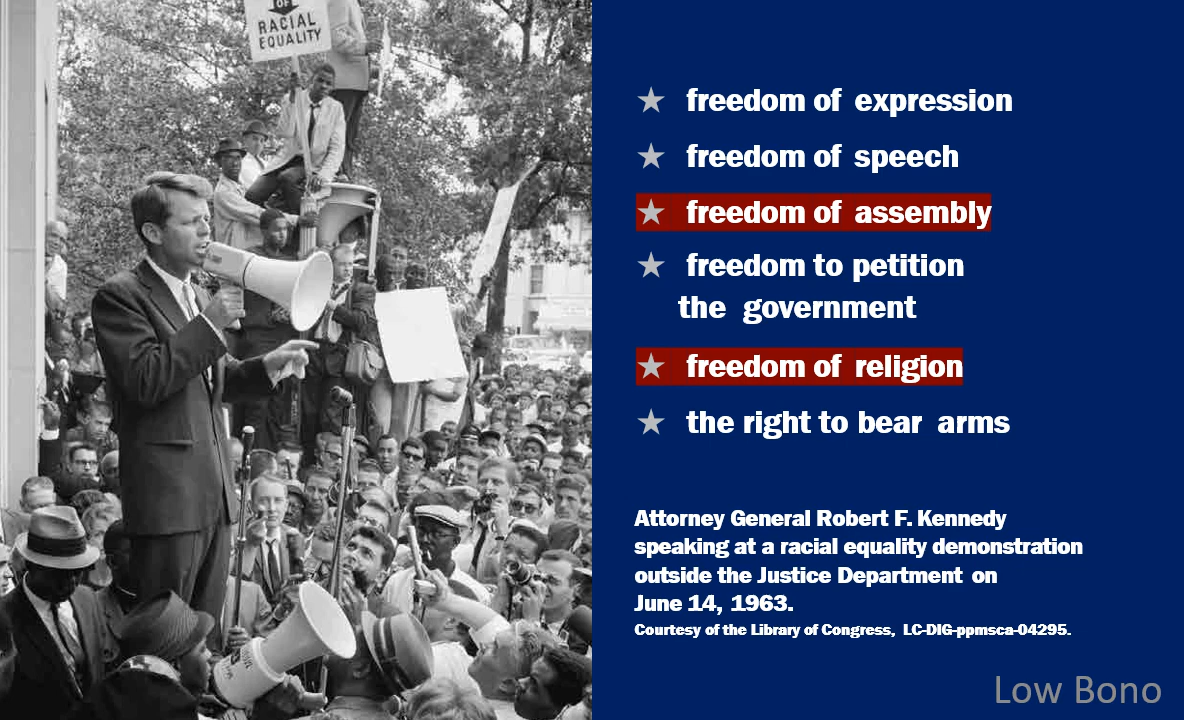 OF
RACIAL
EQUALITY
★ freedom of expression
★ freedom of speech
★ freedom of assembly
★ freedom to petition
the government
★ freedom of religion
★ the right to bear arms
Attorney General Robert F. Kennedy
speaking at a racial equality demonstration
outside the Justice Department on
June 14, 1963.
Courtesy of the Library of Congress, LC-DIG-ppmsca-04295.
Low Bono